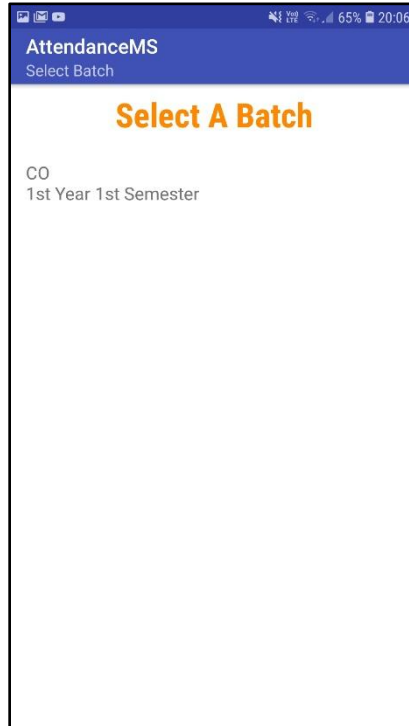 65% 20:06
AttendanceMS
Select Batch
Select A Batch
CO
1st Year 1st Semester